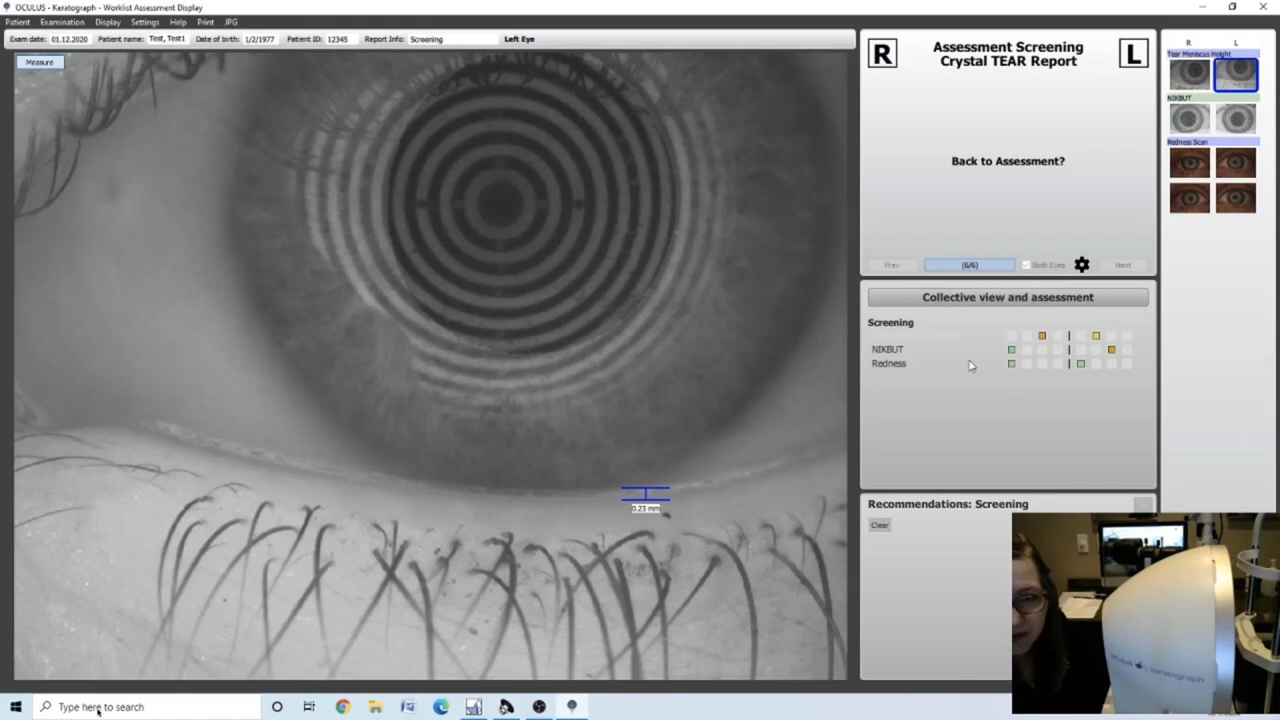 OCULUS - Keratograph - Worklist Assessment Display
Patient Examination Display Settings Help Print JPG
Exam date: 01.12.2020 Patient name: Test, Test1 Date of birth: 1/2/1977 Patient ID: 12345 Report Info: Screening Left Eye
Measure
0.23 mm
R
Assessment Screening
Crystal TEAR Report
L
Back to Assessment?
Prev (6/6) Both Eyes Next
Collective view and assessment
Screening
NIKBUT
Redness
Recommendations: Screening
Clear
R L
Tear Meniscus Height
NIKBUT
Redness Scan
OCULUS Keratograph
Type here to search